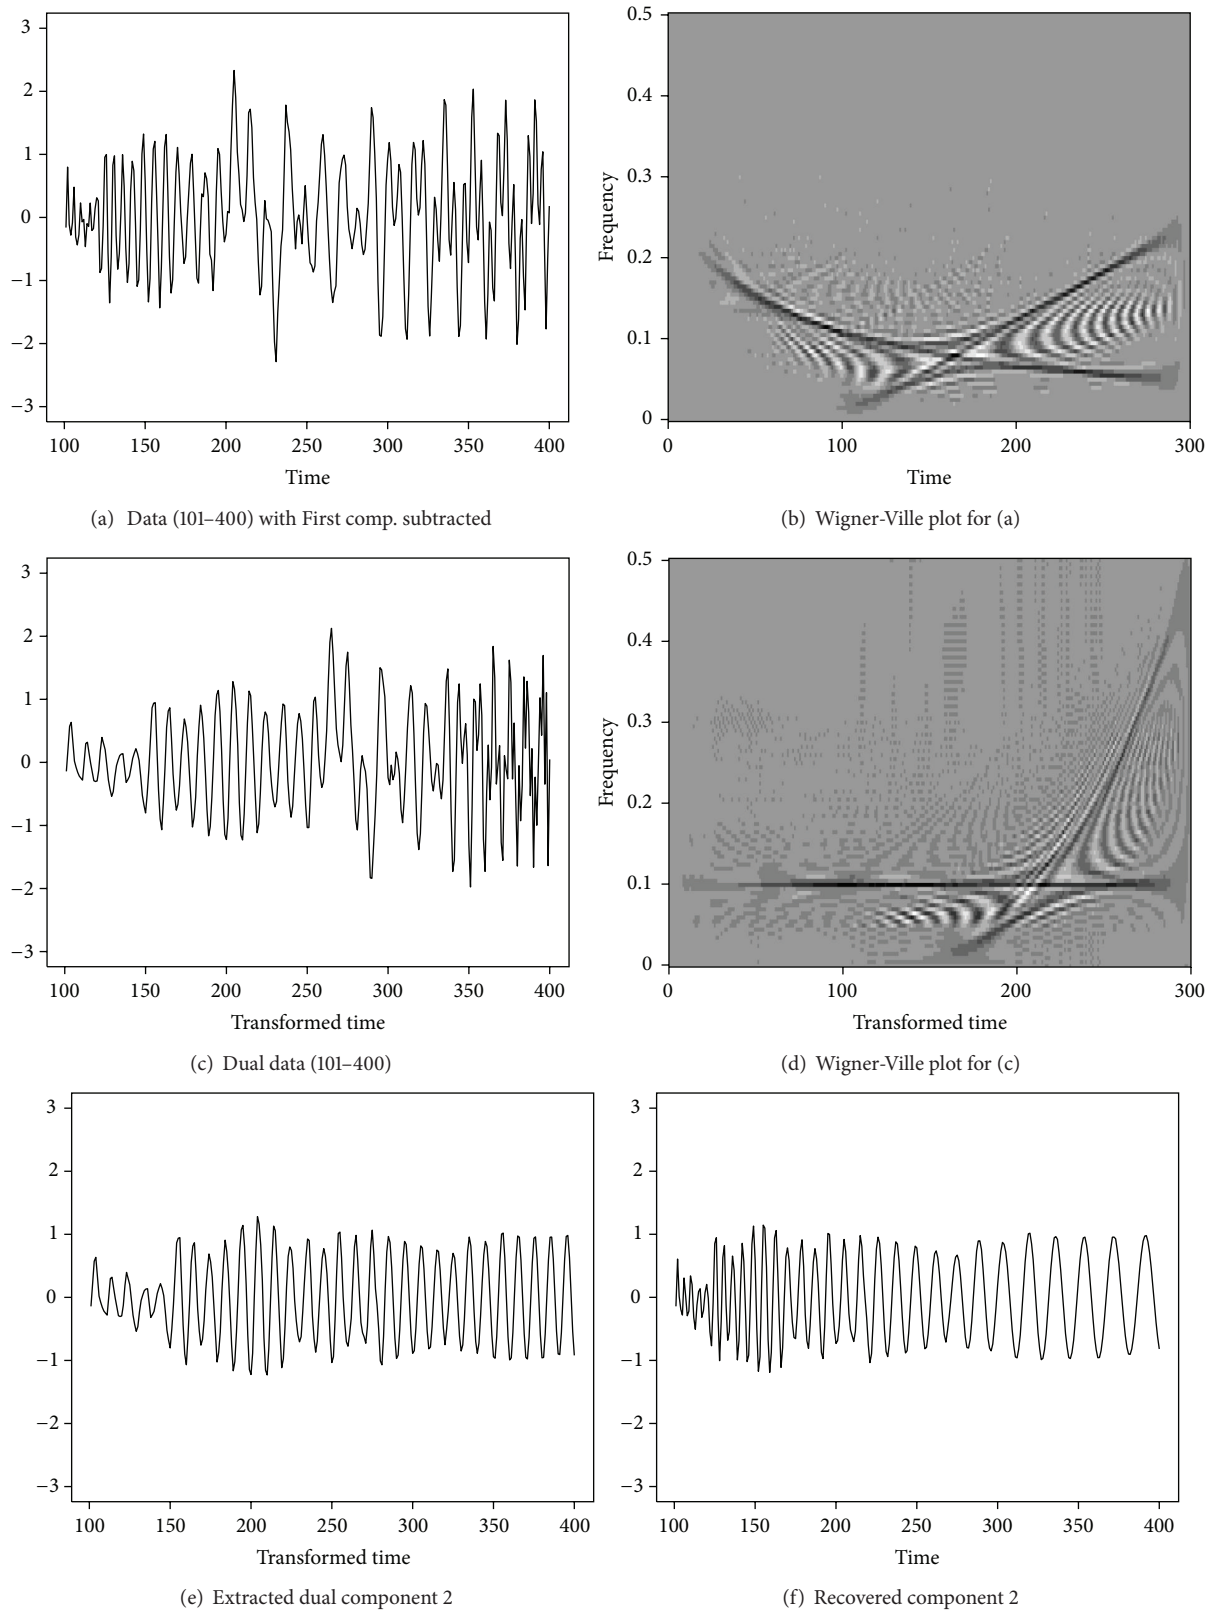 3
2
1
0
−1
−2
−3
100 150 200 250 300 350 400
Time
(a) Data (101–400) with First comp. subtracted
0.5
0.4
0.3
0.2
0.1
0
Frequency
0 100 200 300
Time
(b) Wigner-Ville plot for (a)
3
2
1
0
−1
−2
−3
100 150 200 250 300 350 400
Transformed time
(c) Dual data (101–400)
0.5
0.4
0.3
0.2
0.1
0
Frequency
0 100 200 300
Transformed time
(d) Wigner-Ville plot for (c)
3
2
1
0
−1
−2
−3
100 150 200 250 300 350 400
Transformed time
(e) Extracted dual component 2
3
2
1
0
−1
−2
−3
100 150 200 250 300 350 400
Time
(f) Recovered component 2